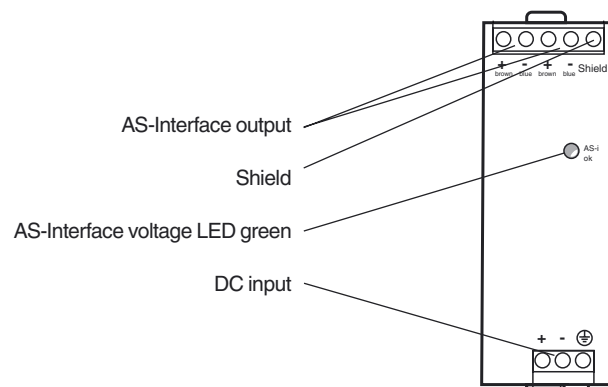 + - + - Shield
brown blue brown blue
AS-Interface output
AS-i
ok
Shield
AS-Interface voltage LED green
DC input
+ -